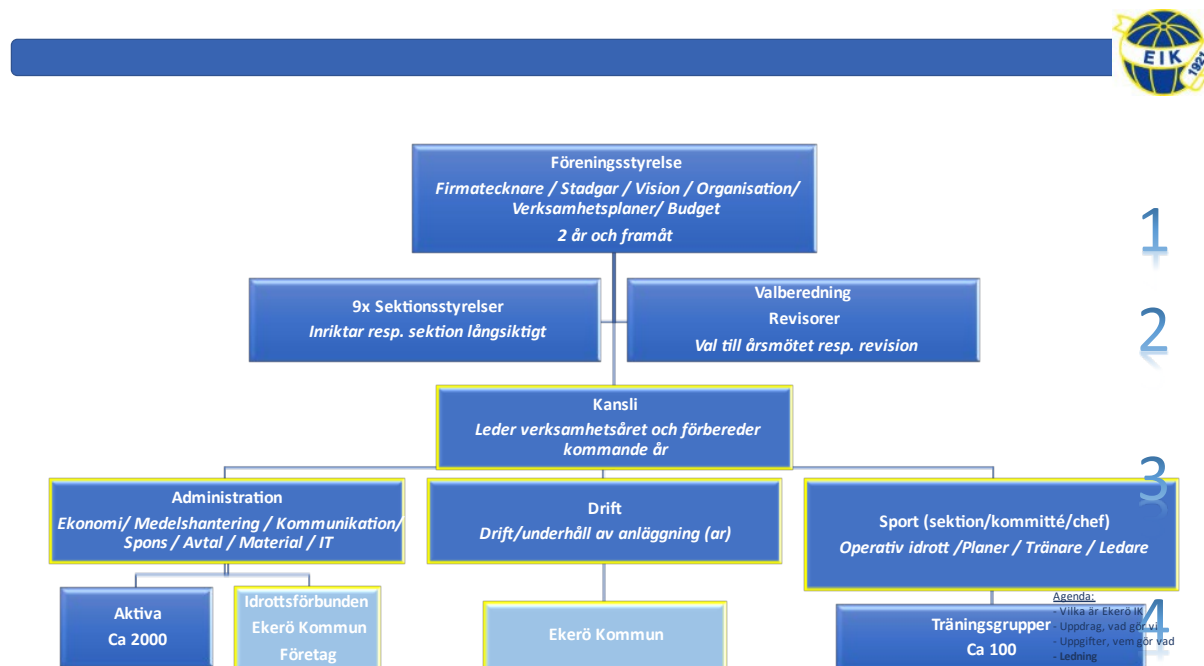 EIK
1921
Föreningsstyrelse
Firmatecknare / Stadgar / Vision / Organisation/
Verksamhetsplaner/ Budget
2 år och framåt
1
9x Sektionsstyrelser
Inriktar resp. sektion långsiktigt
Valberedning
Revisorer
Val till årsmötet resp. revision
2
Kansli
Leder verksamhetsåret och förbereder
kommande år
3
Administration
Ekonomi/ Medelshantering / Kommunikation/
Spons / Avtal / Material / IT
Drift
Drift/underhåll av anläggning (ar)
Sport (sektion/kommitté/chef)
Operativ idrott /Planer / Tränare / Ledare
Aktiva
Ca 2000
Idrottsförbunden
Ekerö Kommun
Företag
Ekerö Kommun
Träningsgrupper
Ca 100
4
Agenda:
- Vilka är Ekerö IK
- Uppdrag, vad gör vi
- Uppgifter, vem gör vad
- Ledning